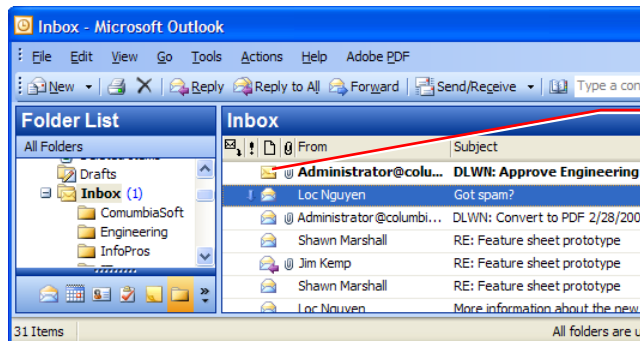 Inbox - Microsoft Outlook
File Edit View Go Tools Actions Help Adobe PDF
New Reply Reply to All Forward Send/Receive Type a con
Folder List Inbox
All Folders ! From Subject
Drafts Administrator@colu... DLWN: Approve Engineering
Inbox (1) ! Loc Nguyen Got spam?
ComumbiaSoft Administrator@columbi... DLWN: Convert to PDF 2/28/200
Engineering Shawn Marshall RE: Feature sheet prototype
InfoPros Jim Kemp RE: Feature sheet prototype
Shawn Marshall RE: Feature sheet prototype
Loc Nguyen More information about the new
31 Items All folders are u